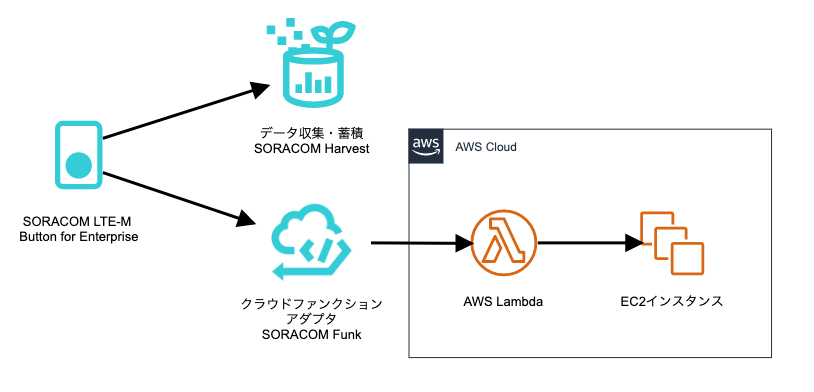 データ収集・蓄積
SORACOM Harvest
aws
AWS Cloud
SORACOM LTE-M
Button for Enterprise
クラウドファンクション
アダプタ
SORACOM Funk
AWS Lambda
EC2インスタンス